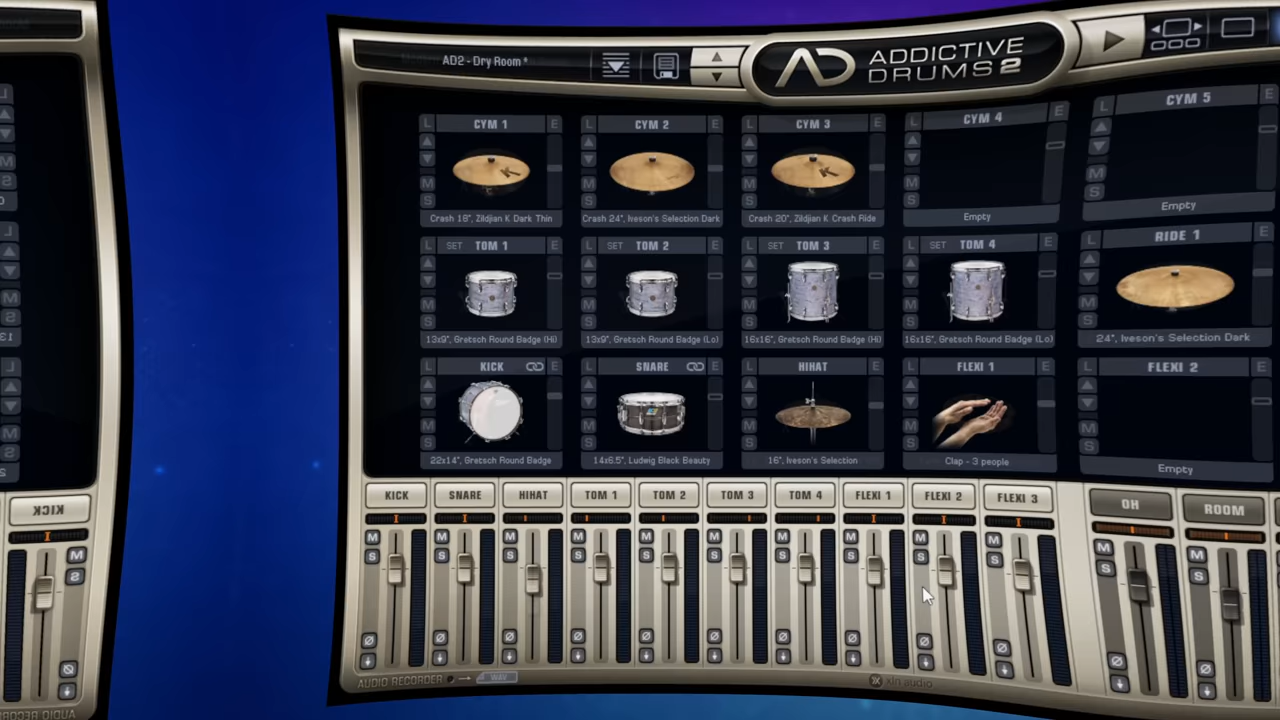 AD2 - Dry Room *
ADDICTIVE
DRUMS 2
L CYM 1 E
L CYM 2 E
L CYM 3 E
L CYM 4 E
L CYM 5 E
M
S
M
S
M
S
M
S
M
S
Crash 18", Zildjian K Dark Thin
Crash 24", Iveson's Selection Dark
Crash 20", Zildjian K Crash Ride
Empty
Empty
L SET TOM 1 E
L SET TOM 2 E
L SET TOM 3 E
L SET TOM 4 E
L RIDE 1 E
M
S
M
S
M
S
M
S
M
S
13x9", Gretsch Round Badge (Hi)
13x9", Gretsch Round Badge (Lo)
16x16", Gretsch Round Badge (Hi)
16x16", Gretsch Round Badge (Lo)
24", Iveson's Selection Dark
L KICK E
L SNARE E
L HIHAT E
L FLEXI 1 E
L FLEXI 2 E
M
S
M
S
M
S
M
S
M
S
22x14", Gretsch Round Badge
14x6.5", Ludwig Black Beauty
16", Iveson's Selection
Clap - 3 people
Empty
KICK
KICK SNARE HIHAT TOM 1 TOM 2 TOM 3 TOM 4 FLEXI 1 FLEXI 2 FLEXI 3 OH ROOM
M M M M M M M M M M M M
S S S S S S S S S S S S
AUDIO RECORDER WAV
xln audio
AUDIO RECOR